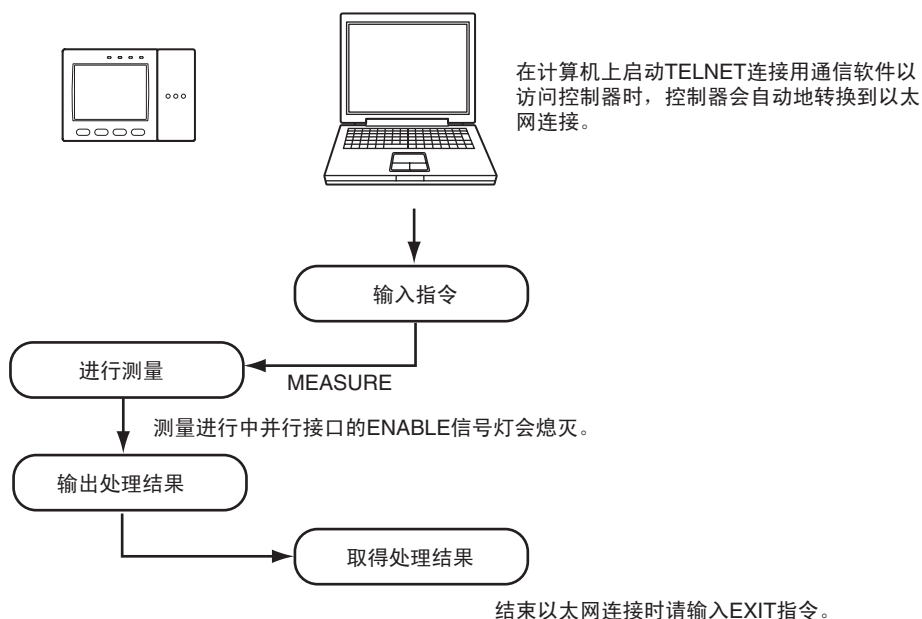 在计算机上启动TELNET连接用通信软件以
访问控制器时，控制器会自动地转换到以太
网连接。
输入指令
进行测量
MEASURE
测量进行中并行接口的ENABLE信号灯会熄灭。
输出处理结果
取得处理结果
结束以太网连接时请输入EXIT指令。